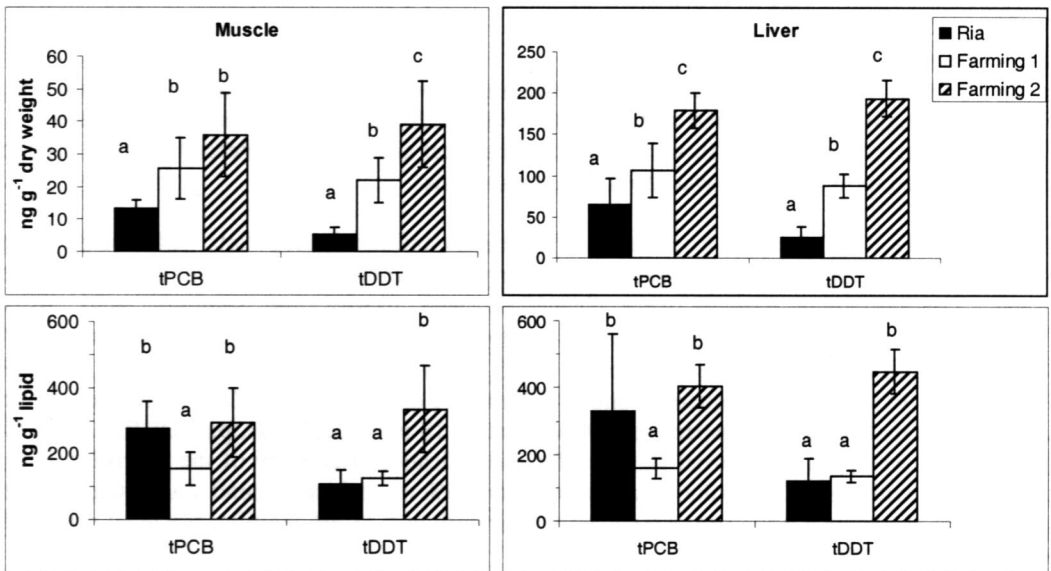 Muscle
ng g⁻¹ dry weight
60
50
40
30
20
10
0
a
b
b
a
b
c
tPCB
tDDT
Liver
Ria
Farming 1
Farming 2
250
200
150
100
50
0
a
b
c
a
b
c
tPCB
tDDT
ng g⁻¹ lipid
600
400
200
0
b
a
b
a
a
b
tPCB
tDDT
600
400
200
0
b
a
b
a
a
b
tPCB
tDDT